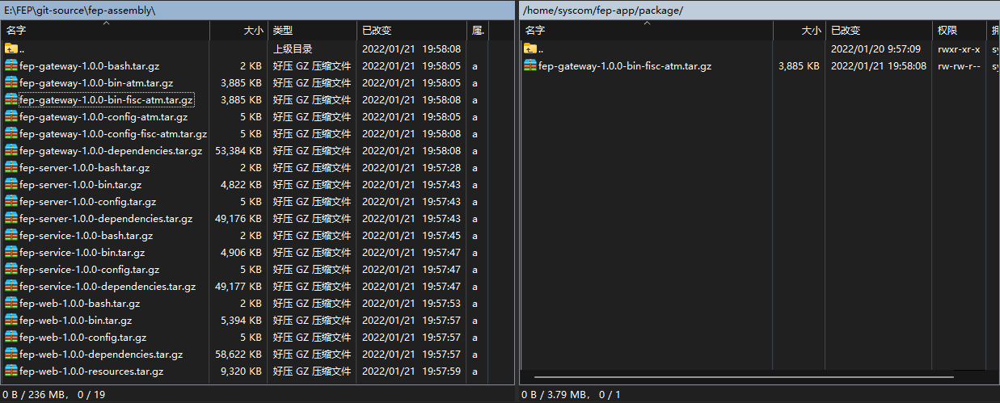 E:\FEP\git-source\fep-assembly\
名字 大小 类型 已改变 属.
.. 上级目录 2022/01/21 19:58:08
fep-gateway-1.0.0-bash.tar.gz 2 KB 好压 GZ 压缩文件 2022/01/21 19:58:05 a
fep-gateway-1.0.0-bin-atm.tar.gz 3,885 KB 好压 GZ 压缩文件 2022/01/21 19:58:05 a
fep-gateway-1.0.0-bin-fisc-atm.tar.gz 3,885 KB 好压 GZ 压缩文件 2022/01/21 19:58:08 a
fep-gateway-1.0.0-config-atm.tar.gz 5 KB 好压 GZ 压缩文件 2022/01/21 19:58:05 a
fep-gateway-1.0.0-config-fisc-atm.tar.gz 5 KB 好压 GZ 压缩文件 2022/01/21 19:58:08 a
fep-gateway-1.0.0-dependencies.tar.gz 53,384 KB 好压 GZ 压缩文件 2022/01/21 19:58:08 a
fep-server-1.0.0-bash.tar.gz 2 KB 好压 GZ 压缩文件 2022/01/21 19:57:28 a
fep-server-1.0.0-bin.tar.gz 4,822 KB 好压 GZ 压缩文件 2022/01/21 19:57:43 a
fep-server-1.0.0-config.tar.gz 5 KB 好压 GZ 压缩文件 2022/01/21 19:57:43 a
fep-server-1.0.0-dependencies.tar.gz 49,176 KB 好压 GZ 压缩文件 2022/01/21 19:57:43 a
fep-service-1.0.0-bash.tar.gz 2 KB 好压 GZ 压缩文件 2022/01/21 19:57:45 a
fep-service-1.0.0-bin.tar.gz 4,906 KB 好压 GZ 压缩文件 2022/01/21 19:57:47 a
fep-service-1.0.0-config.tar.gz 5 KB 好压 GZ 压缩文件 2022/01/21 19:57:47 a
fep-service-1.0.0-dependencies.tar.gz 49,177 KB 好压 GZ 压缩文件 2022/01/21 19:57:47 a
fep-web-1.0.0-bash.tar.gz 2 KB 好压 GZ 压缩文件 2022/01/21 19:57:53 a
fep-web-1.0.0-bin.tar.gz 5,394 KB 好压 GZ 压缩文件 2022/01/21 19:57:57 a
fep-web-1.0.0-config.tar.gz 5 KB 好压 GZ 压缩文件 2022/01/21 19:57:57 a
fep-web-1.0.0-dependencies.tar.gz 58,622 KB 好压 GZ 压缩文件 2022/01/21 19:57:57 a
fep-web-1.0.0-resources.tar.gz 9,320 KB 好压 GZ 压缩文件 2022/01/21 19:57:59 a
0 B / 236 MB， 0 / 19
/home/syscom/fep-app/package/
名字 大小 已改变 权限
.. 2022/01/20 9:57:09 rwxr-xr-x
fep-gateway-1.0.0-bin-fisc-atm.tar.gz 3,885 KB 2022/01/21 19:58:08 rw-rw-r--
0 B / 3.79 MB， 0 / 1